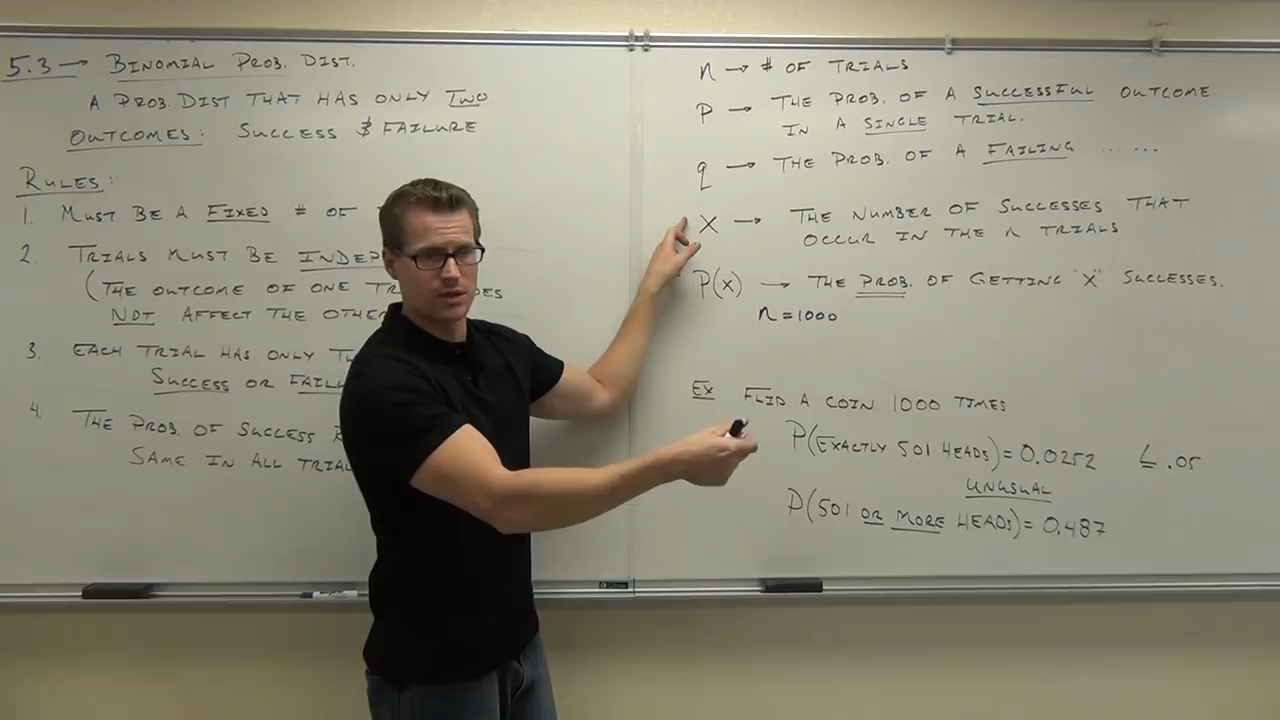 5.3 → BINOMIAL PROB. DIST.
A PROB. DIST THAT HAS ONLY TWO
OUTCOMES: SUCCESS & FAILURE
RULES:
1. MUST BE A FIXED # OF
2. TRIALS MUST BE INDEP
(THE OUTCOME OF ONE
NOT AFFECT THE OTHE
3. EACH TRIAL HAS ONLY
SUCCESS OR FAILU
4. THE PROB. OF SUCCESS
SAME IN ALL TRIAL
n → # OF TRIALS
p → THE PROB. OF A SUCCESSFUL OUTCOME
IN A SINGLE TRIAL.
q → THE PROB. OF A FAILING ... ...
X → THE NUMBER OF SUCCESSES THAT
OCCUR IN THE n TRIALS
P(X) → THE PROB. OF GETTING "X" SUCCESSES.
n = 1000
EX FLIP A COIN 1000 TIMES
P(EXACTLY 501 HEADS) = 0.0252 ≤ .05
UNUSUAL
P(501 OR MORE HEADS) = 0.487